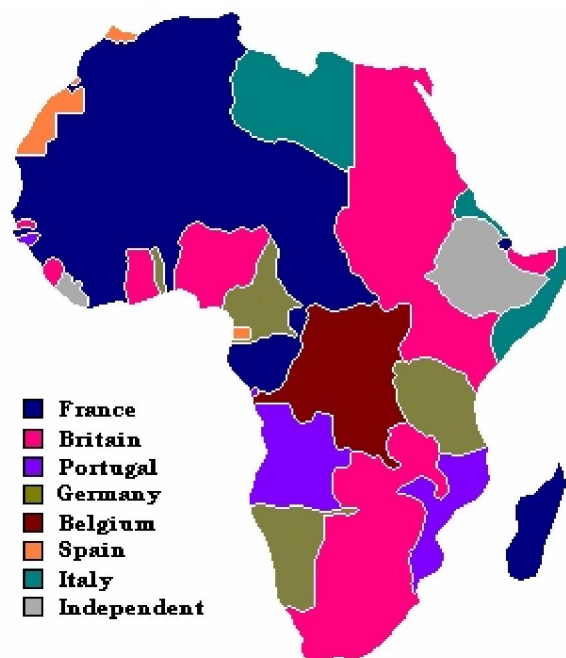 France
Britain
Portugal
Germany
Belgium
Spain
Italy
Independent